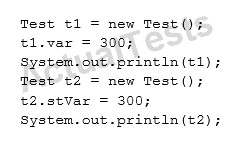 Test t1 = new Test();
t1.var = 300;
System.out.println(t1);
Test t2 = new Test();
t2.stVar = 300;
System.out.println(t2);
ActualTests